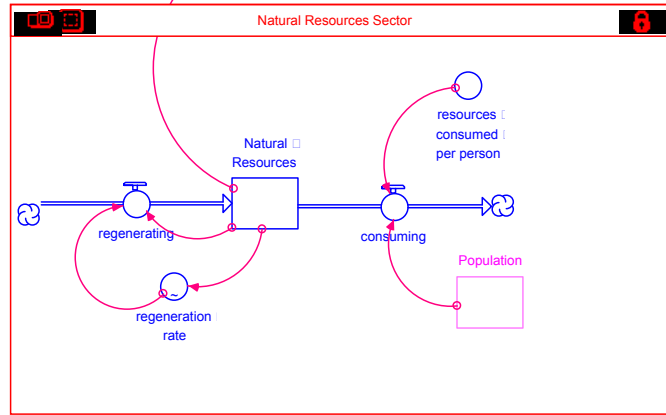 Natural Resources Sector
resources
consumed
per person
Natural
Resources
regenerating
consuming
Population
~
regeneration
rate